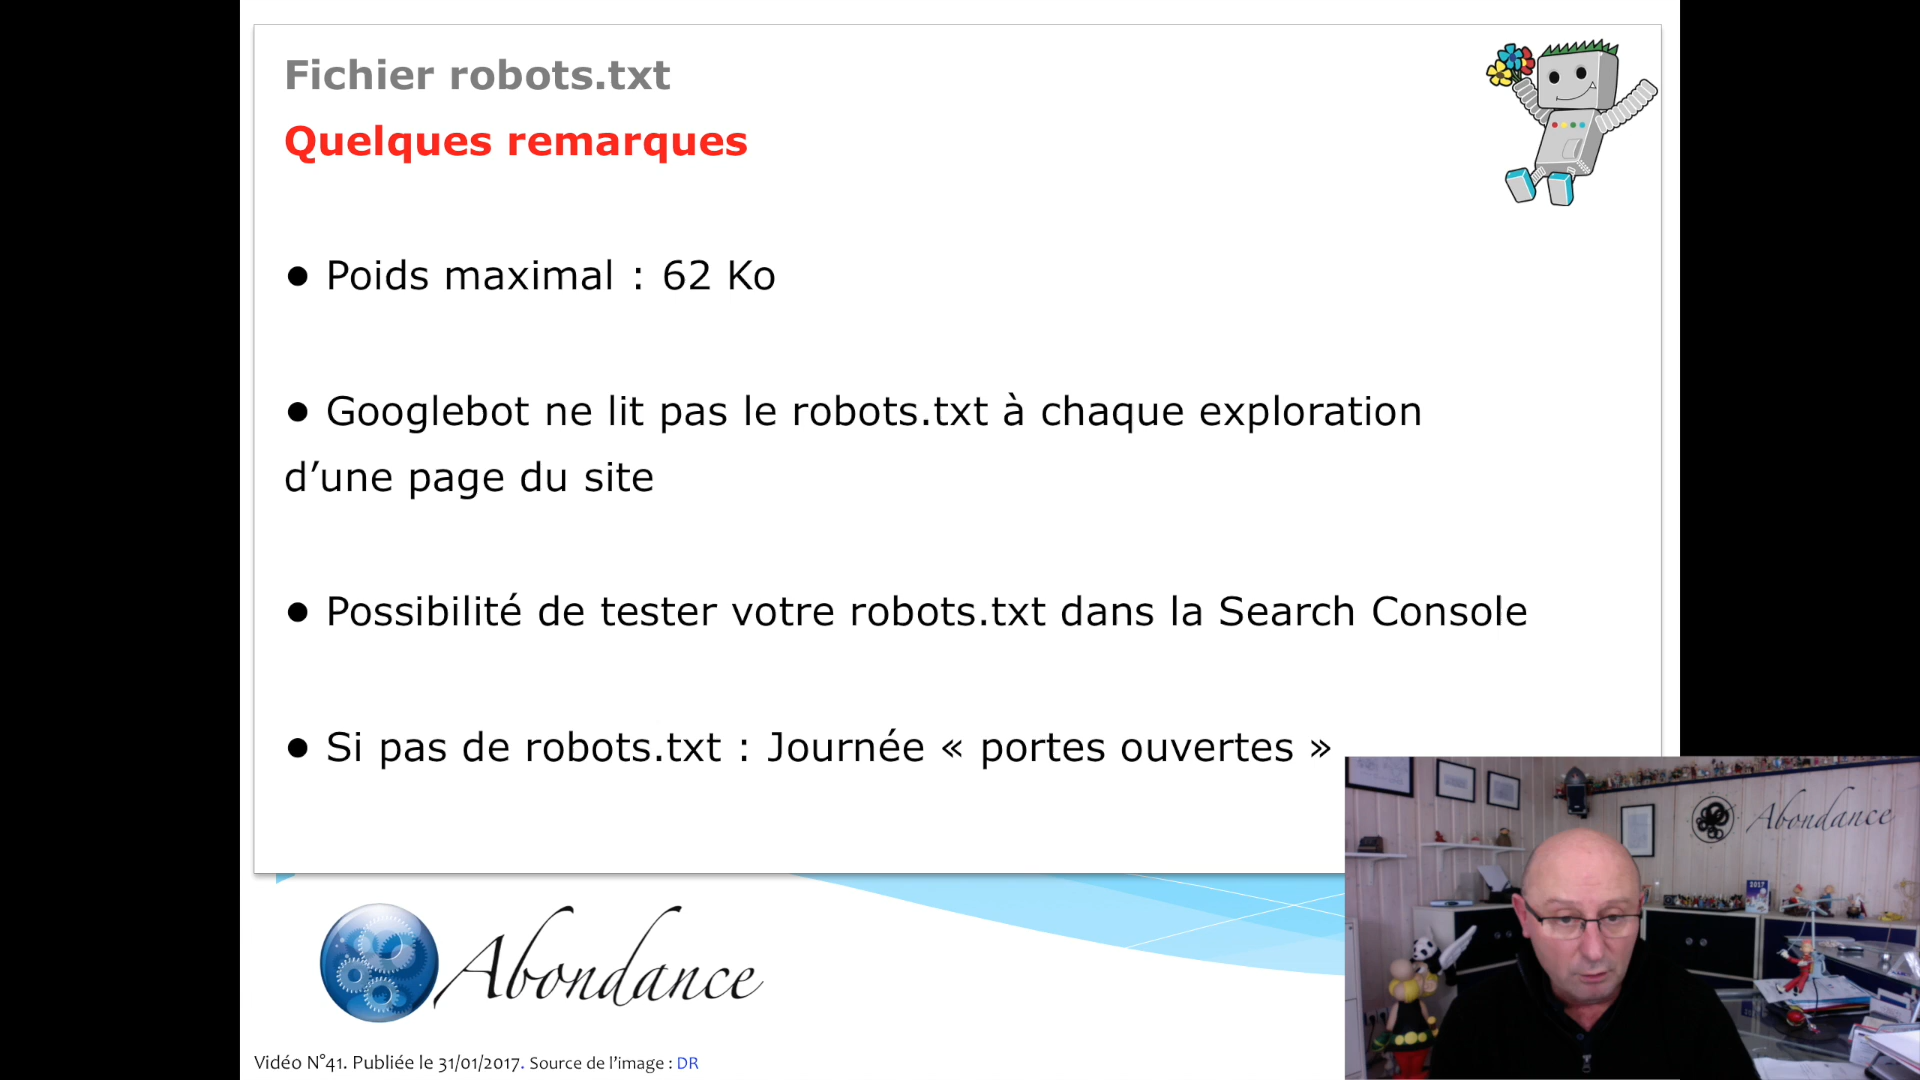 Fichier robots.txt
Quelques remarques
● Poids maximal : 62 Ko
● Googlebot ne lit pas le robots.txt à chaque exploration
d’une page du site
● Possibilité de tester votre robots.txt dans la Search Console
● Si pas de robots.txt : Journée « portes ouvertes »
Abondance
2017
Abondance
Vidéo N°41. Publiée le 31/01/2017. Source de l’image : DR